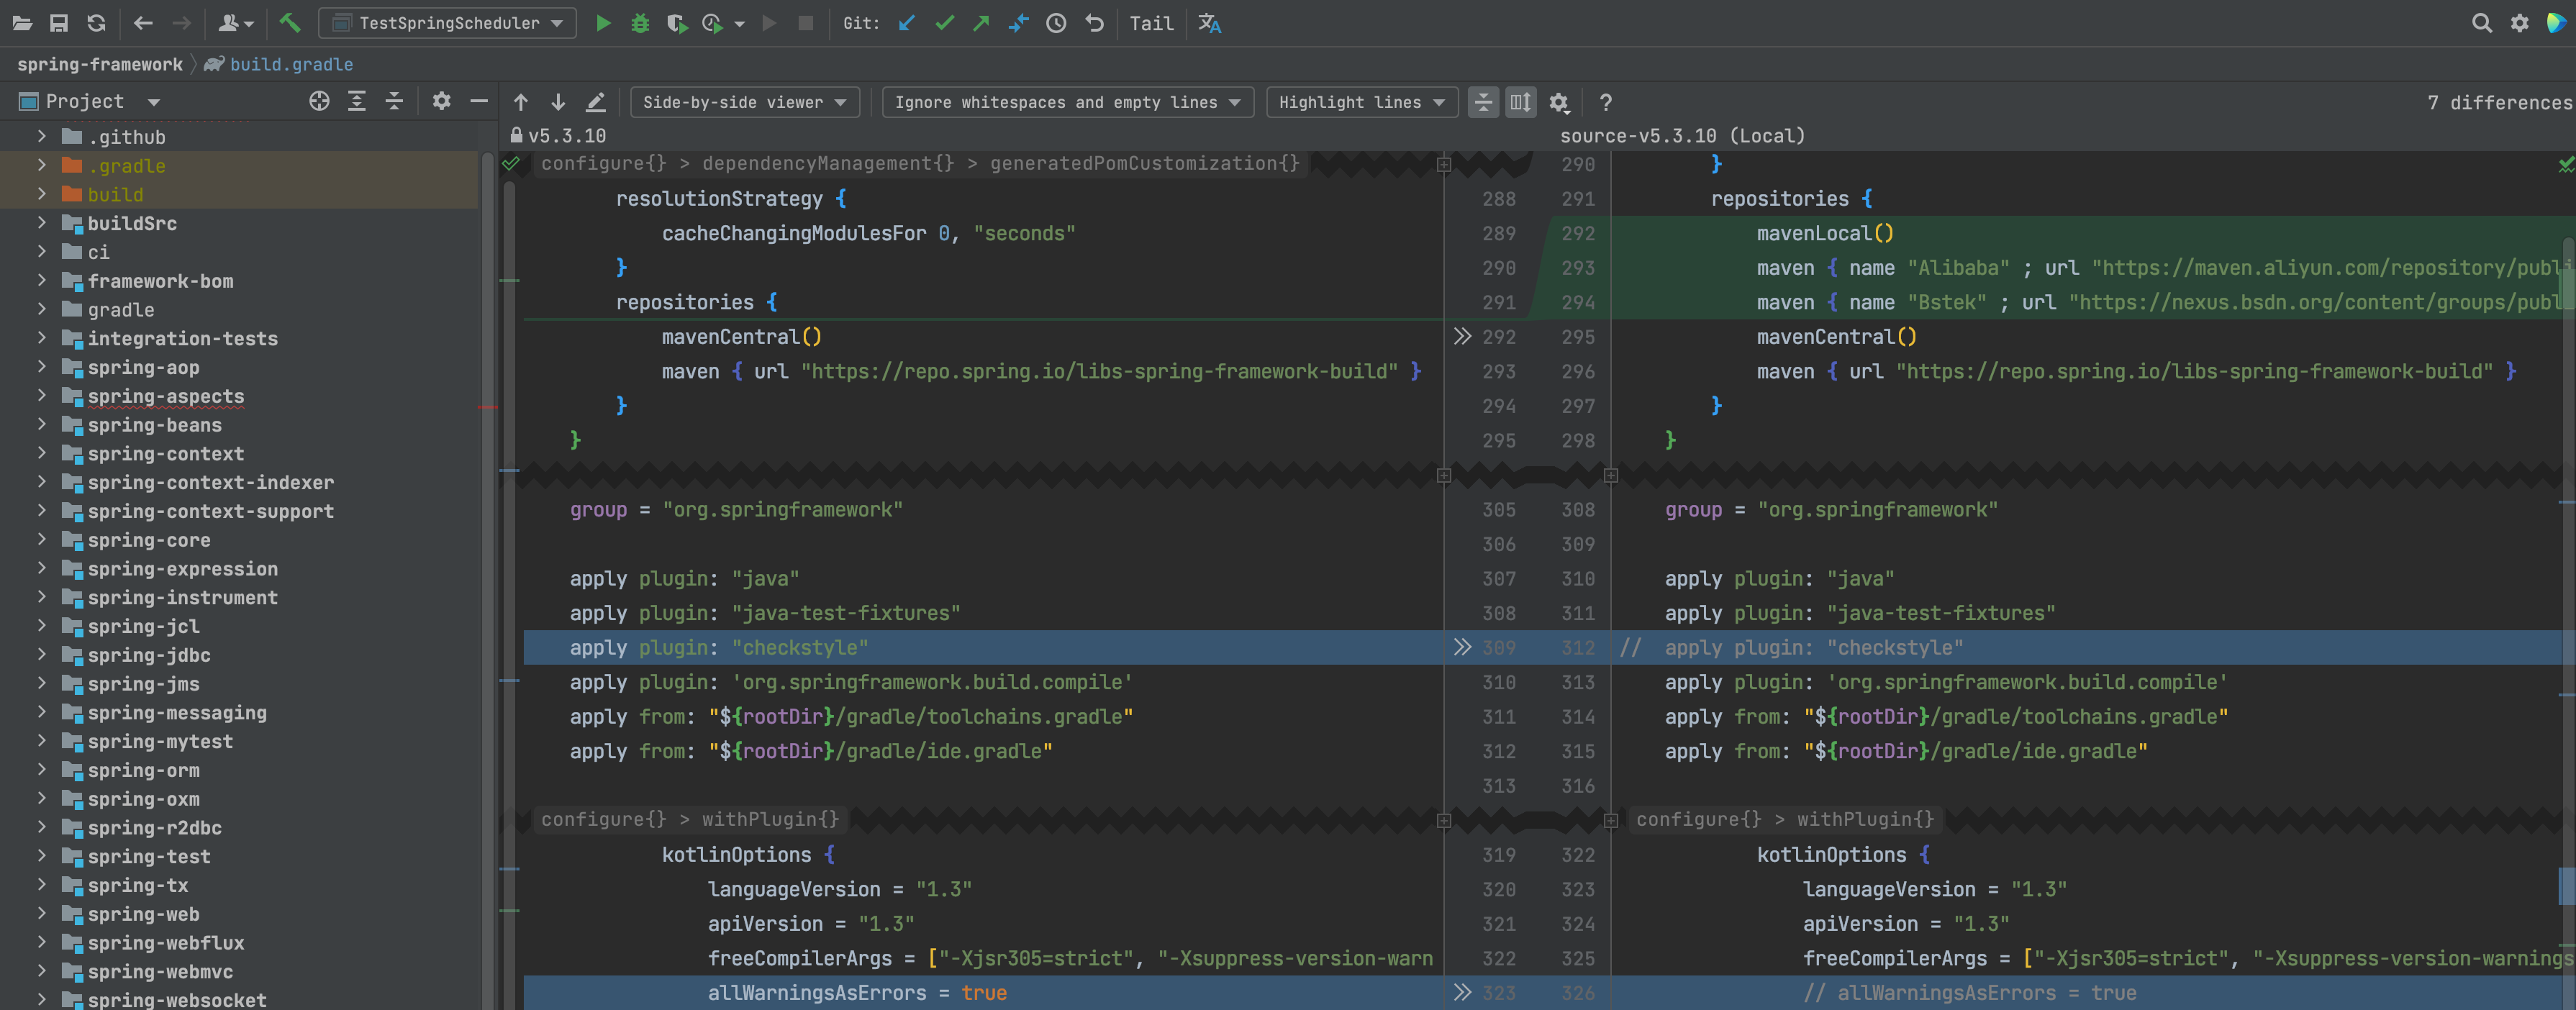 TestSpringScheduler
Git:
Tail
spring-framework
build.gradle
Project
Side-by-side viewer
Ignore whitespaces and empty lines
Highlight lines
?
7 differences
v5.3.10
source-v5.3.10 (Local)
.github
.gradle
build
buildSrc
ci
framework-bom
gradle
integration-tests
spring-aop
spring-aspects
spring-beans
spring-context
spring-context-indexer
spring-context-support
spring-core
spring-expression
spring-instrument
spring-jcl
spring-jdbc
spring-jms
spring-messaging
spring-mytest
spring-orm
spring-oxm
spring-r2dbc
spring-test
spring-tx
spring-web
spring-webflux
spring-webmvc
spring-websocket
configure{} > dependencyManagement{} > generatedPomCustomization{}
resolutionStrategy { 288
cacheChangingModulesFor 0, "seconds" 289
} 290
repositories { 291
mavenCentral() 292
maven { url "https://repo.spring.io/libs-spring-framework-build" } 293
} 294
} 295
group = "org.springframework" 305
306
apply plugin: "java" 307
apply plugin: "java-test-fixtures" 308
apply plugin: "checkstyle" 309
apply plugin: 'org.springframework.build.compile' 310
apply from: "${rootDir}/gradle/toolchains.gradle" 311
apply from: "${rootDir}/gradle/ide.gradle" 312
313
configure{} > withPlugin{}
kotlinOptions { 319
languageVersion = "1.3" 320
apiVersion = "1.3" 321
freeCompilerArgs = ["-Xjsr305=strict", "-Xsuppress-version-warn 322
allWarningsAsErrors = true 323
290 }
291 repositories {
292 mavenLocal()
293 maven { name "Alibaba" ; url "https://maven.aliyun.com/repository/publi
294 maven { name "Bstek" ; url "https://nexus.bsdn.org/content/groups/publ
295 mavenCentral()
296 maven { url "https://repo.spring.io/libs-spring-framework-build" }
297 }
298 }
308 group = "org.springframework"
309
310 apply plugin: "java"
311 apply plugin: "java-test-fixtures"
312 // apply plugin: "checkstyle"
313 apply plugin: 'org.springframework.build.compile'
314 apply from: "${rootDir}/gradle/toolchains.gradle"
315 apply from: "${rootDir}/gradle/ide.gradle"
316
configure{} > withPlugin{}
322 kotlinOptions {
323 languageVersion = "1.3"
324 apiVersion = "1.3"
325 freeCompilerArgs = ["-Xjsr305=strict", "-Xsuppress-version-warnings
326 // allWarningsAsErrors = true